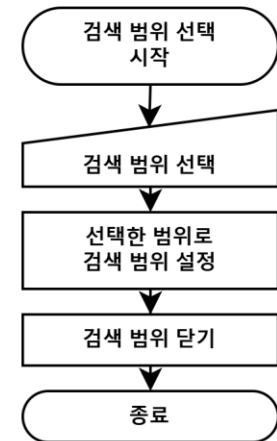 검색 범위 선택
시작
검색 범위 선택
선택한 범위로
검색 범위 설정
검색 범위 닫기
종료